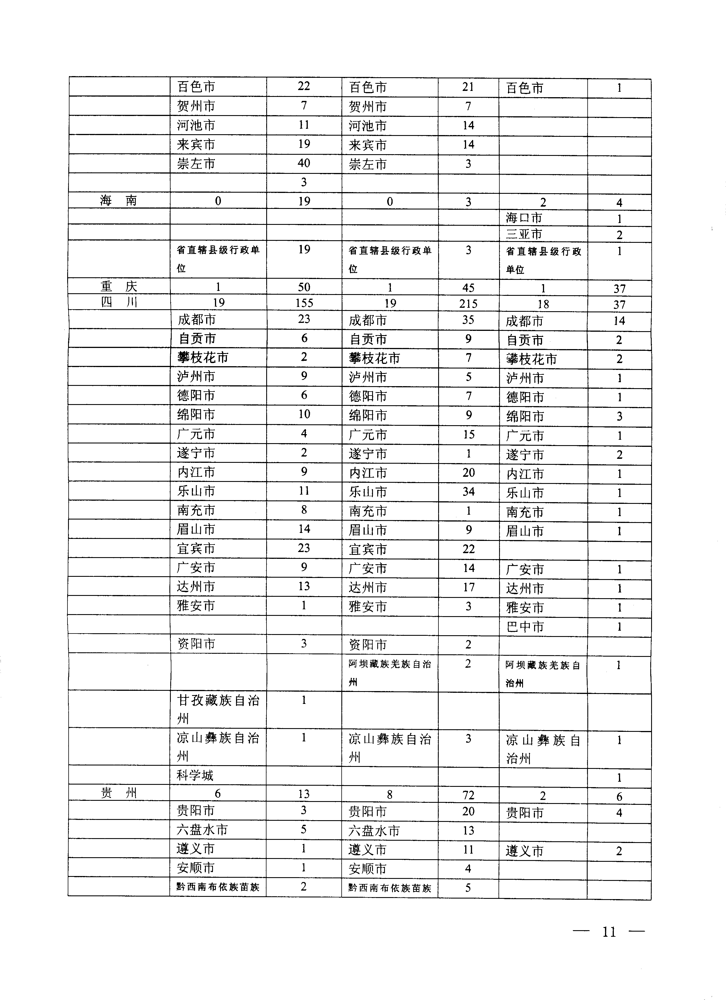 百色市 22 百色市 21 百色市 1
贺州市 7 贺州市 7
河池市 11 河池市 14
来宾市 19 来宾市 14
崇左市 40 崇左市 3
3
海 南 0 19 0 3 2 4
海口市 1
三亚市 2
省直辖县级行政单 19 省直辖县级行政单 3 省直辖县级行政 1
位 位 单位
重 庆 1 50 1 45 1 37
四 川 19 155 19 215 18 37
成都市 23 成都市 35 成都市 14
自贡市 6 自贡市 9 自贡市 2
攀枝花市 2 攀枝花市 7 攀枝花市 2
泸州市 9 泸州市 5 泸州市 1
德阳市 6 德阳市 7 德阳市 1
绵阳市 10 绵阳市 9 绵阳市 3
广元市 4 广元市 15 广元市 1
遂宁市 2 遂宁市 1 遂宁市 2
内江市 9 内江市 20 内江市 1
乐山市 11 乐山市 34 乐山市 1
南充市 8 南充市 1 南充市 1
眉山市 14 眉山市 9 眉山市 1
宜宾市 23 宜宾市 22
广安市 9 广安市 14 广安市 1
达州市 13 达州市 17 达州市 1
雅安市 1 雅安市 3 雅安市 1
巴中市 1
资阳市 3 资阳市 2
阿坝藏族羌族自治 2 阿坝藏族羌族自 1
州 治州
甘孜藏族自治 1
州
凉山彝族自治 1 凉山彝族自治 3 凉山彝族自 1
州 州 治州
科学城 1
贵 州 6 13 8 72 2 6
贵阳市 3 贵阳市 20 贵阳市 4
六盘水市 5 六盘水市 13
遵义市 1 遵义市 11 遵义市 2
安顺市 1 安顺市 4
黔西南布依族苗族 2 黔西南布依族苗族 5
— 11 —